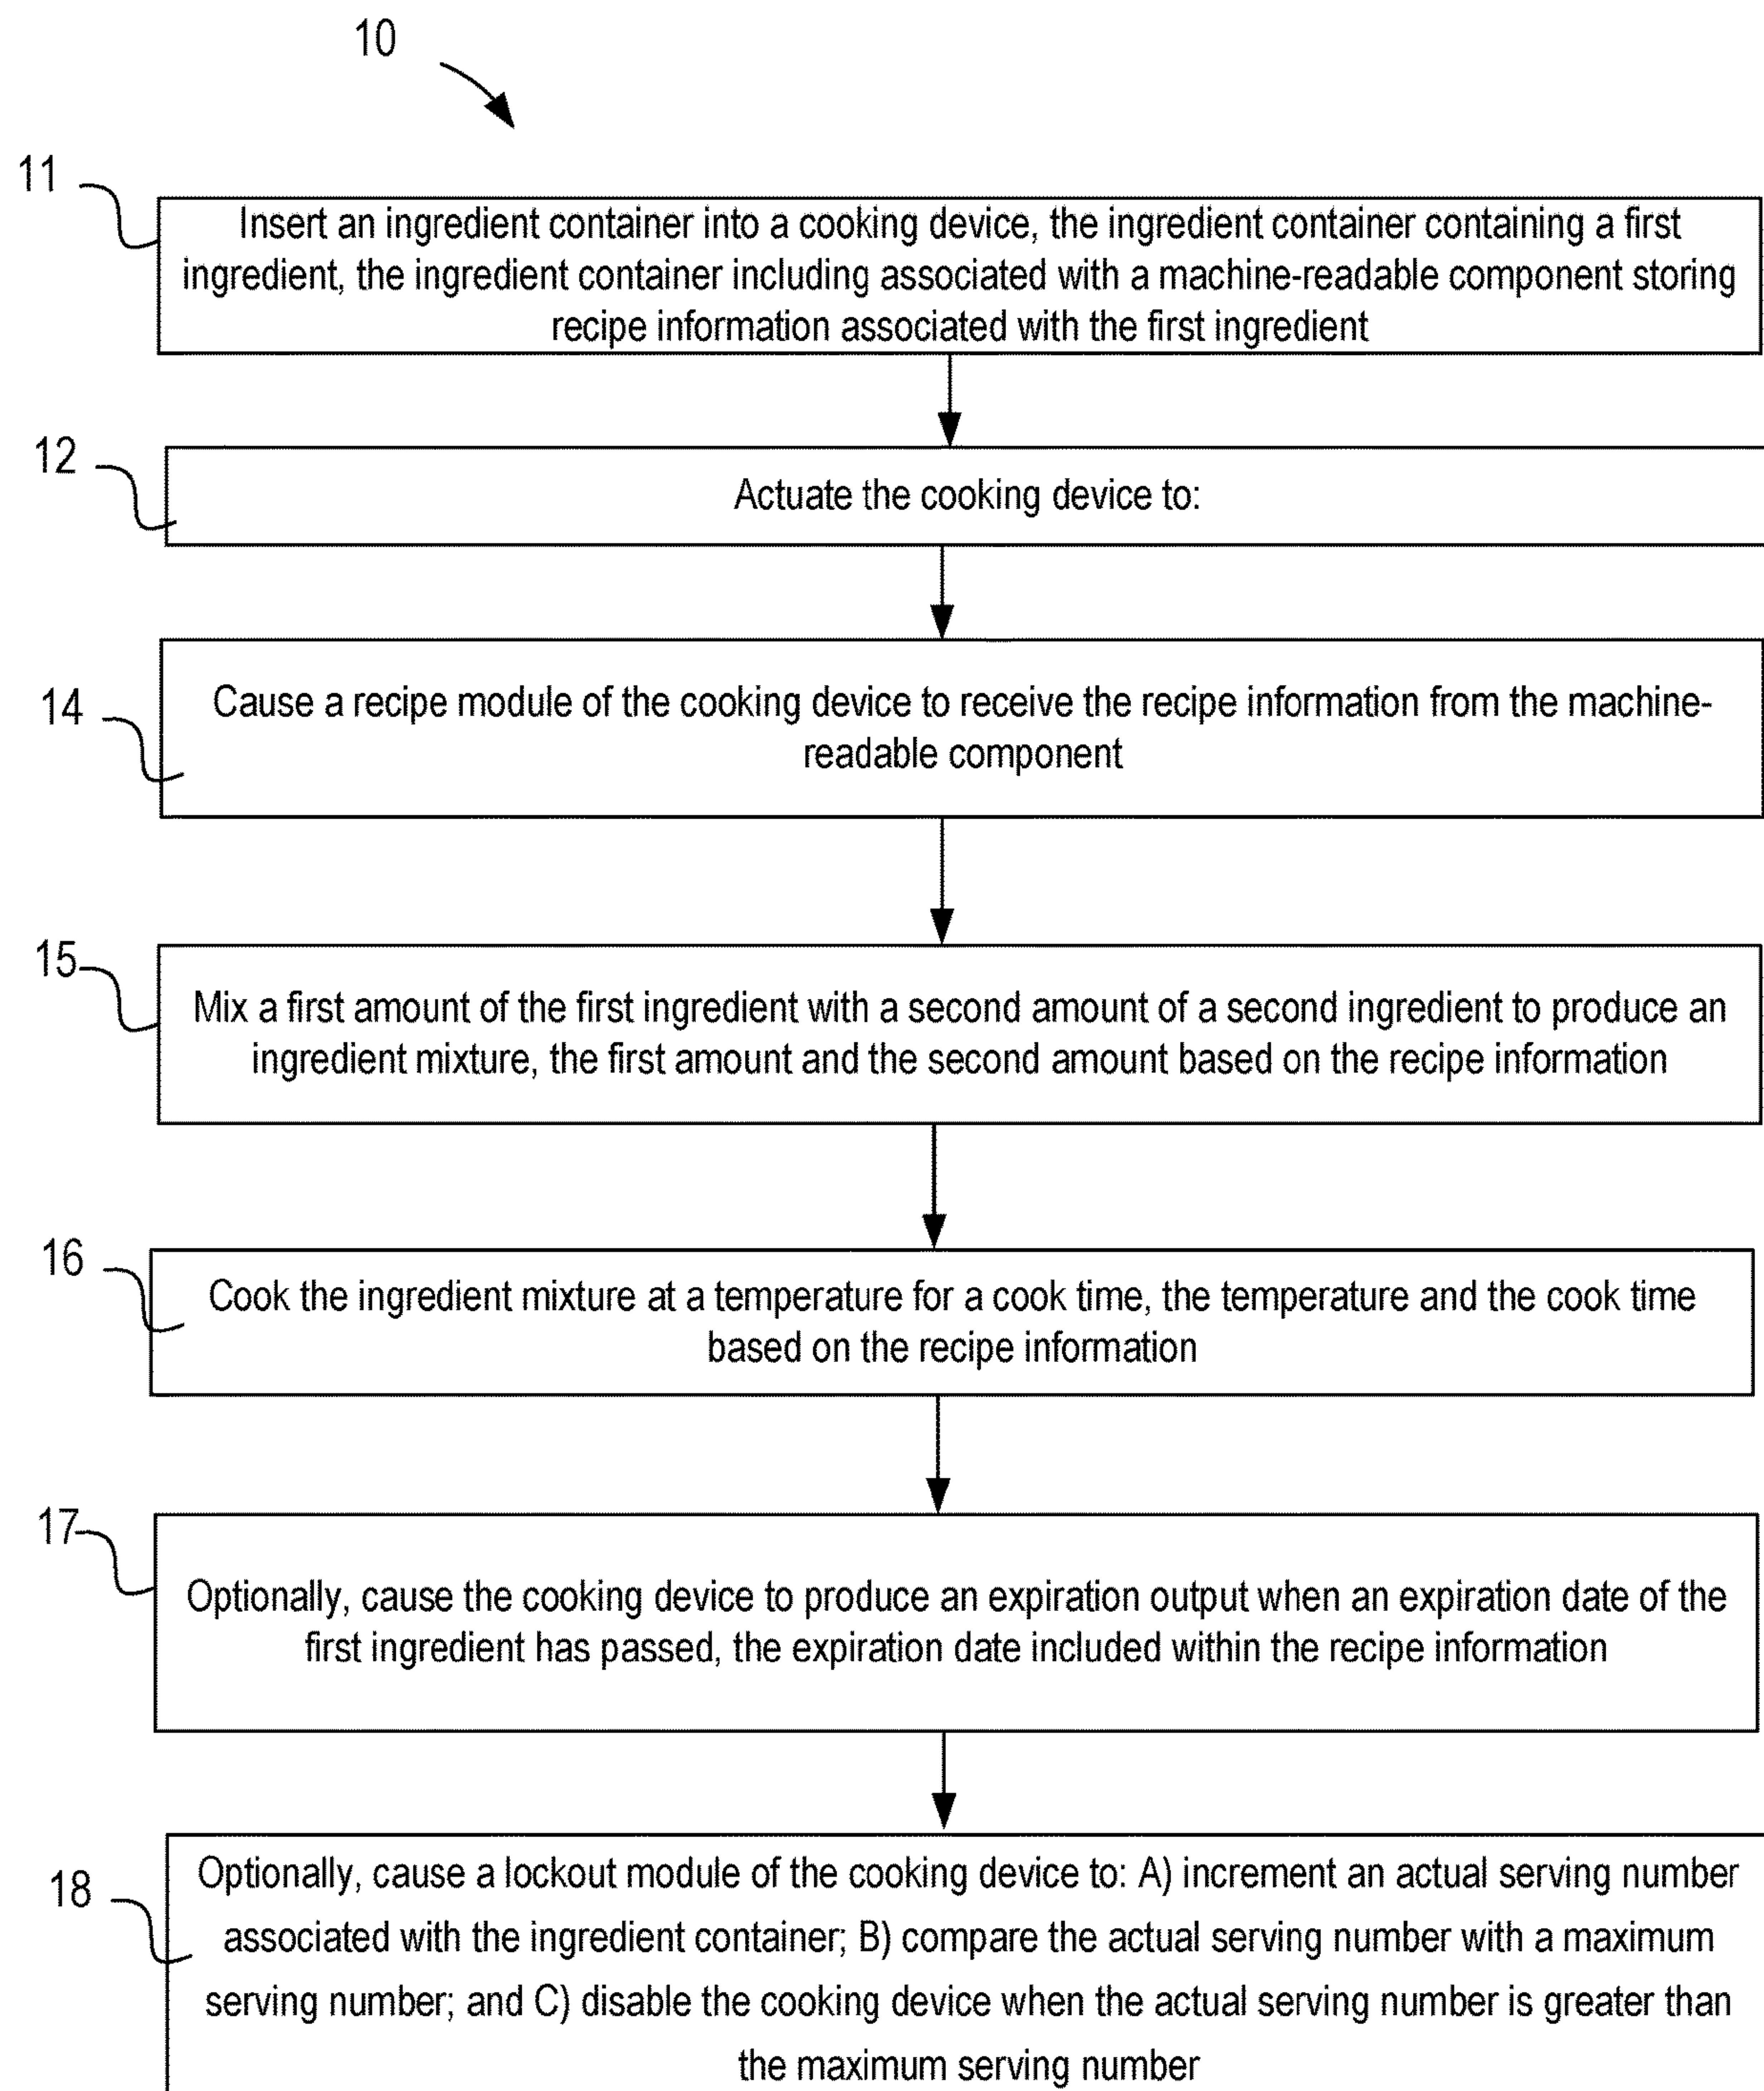 10
11
Insert an ingredient container into a cooking device, the ingredient container containing a first
ingredient, the ingredient container including associated with a machine-readable component storing
recipe information associated with the first ingredient
12
Actuate the cooking device to:
14
Cause a recipe module of the cooking device to receive the recipe information from the machine-
readable component
15
Mix a first amount of the first ingredient with a second amount of a second ingredient to produce an
ingredient mixture, the first amount and the second amount based on the recipe information
16
Cook the ingredient mixture at a temperature for a cook time, the temperature and the cook time
based on the recipe information
17
Optionally, cause the cooking device to produce an expiration output when an expiration date of the
first ingredient has passed, the expiration date included within the recipe information
18
Optionally, cause a lockout module of the cooking device to: A) increment an actual serving number
associated with the ingredient container; B) compare the actual serving number with a maximum
serving number; and C) disable the cooking device when the actual serving number is greater than
the maximum serving number